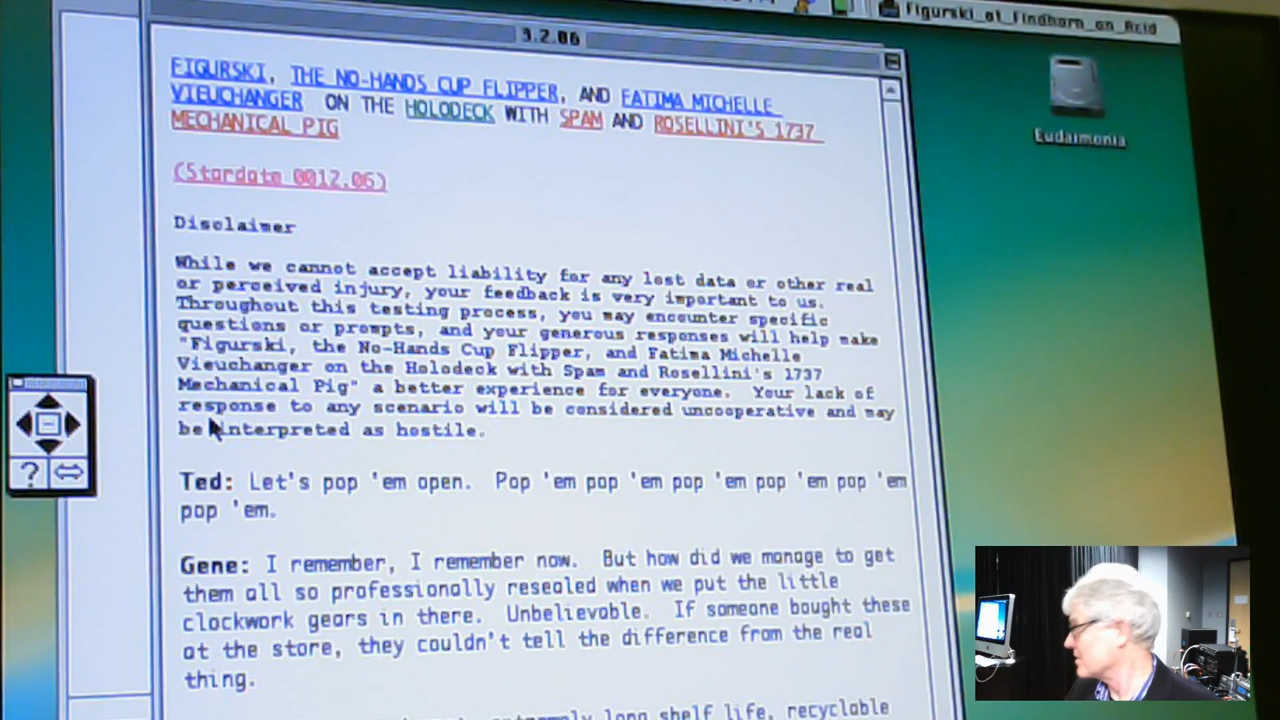 Figurski_at_Findhorn_on_Acid
3.2.06
FIGURSKI, THE NO-HANDS CUP FLIPPER, AND FATIMA MICHELLE
VIEUCHANGER ON THE HOLODECK WITH SPAM AND ROSELLINI'S 1737
MECHANICAL PIG
(Stardate 0012.06)
Eudaimonia
Disclaimer
While we cannot accept liability for any lost data or other real
or perceived injury, your feedback is very important to us.
Throughout this testing process, you may encounter specific
questions or prompts, and your generous responses will help make
"Figurski, the No-Hands Cup Flipper, and Fatima Michelle
Vieuchanger on the Holodeck with Spam and Rosellini's 1737
Mechanical Pig" a better experience for everyone. Your lack of
response to any scenario will be considered uncooperative and may
be interpreted as hostile.
?
Ted: Let's pop 'em open. Pop 'em pop 'em pop 'em pop 'em pop 'em
pop 'em.
Gene: I remember, I remember now. But how did we manage to get
them all so professionally resealed when we put the little
clockwork gears in there. Unbelievable. If someone bought these
at the store, they couldn't tell the difference from the real
thing.
extremely long shelf life, recyclable